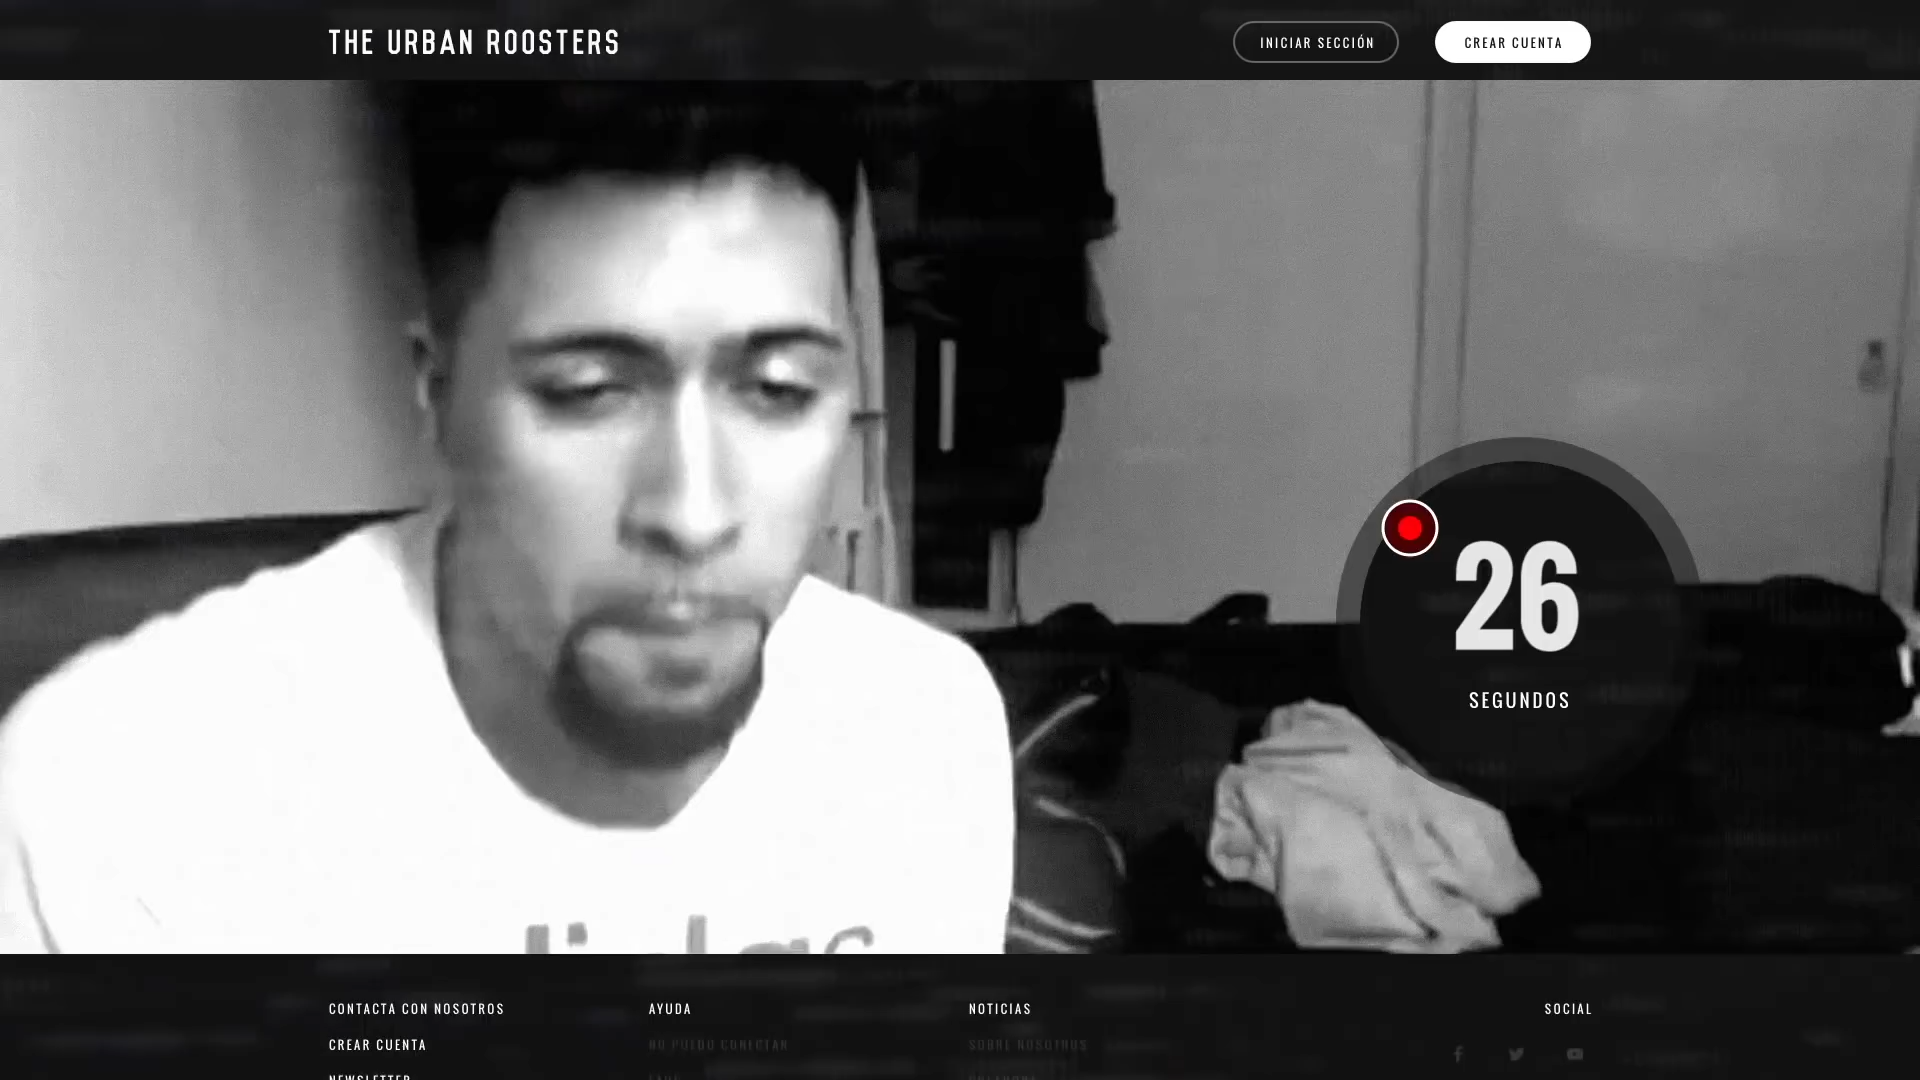 THE URBAN ROOSTERS
INICIAR SECCIÓN
CREAR CUENTA
26
SEGUNDOS
CONTACTA CON NOSOTROS
AYUDA
NOTICIAS
SOCIAL
CREAR CUENTA
NO PUEDO CONECTAR
SOBRE NOSOTROS
NEWSLETTER